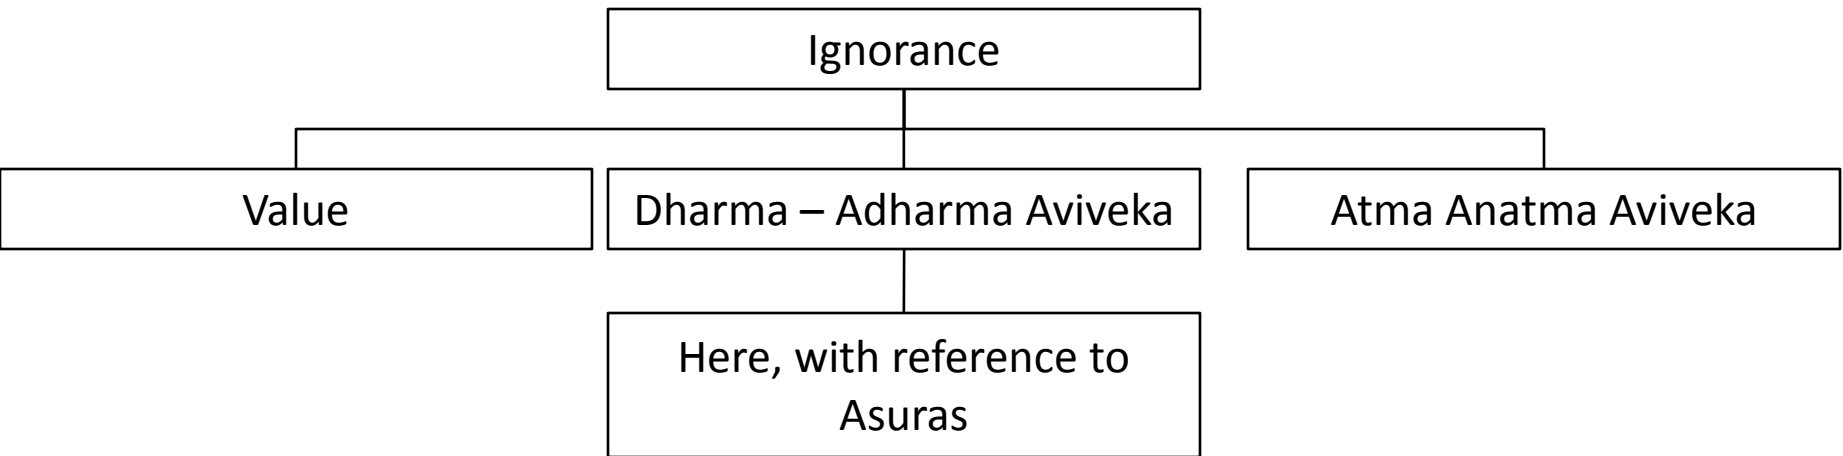 Ignorance
Value
Dharma – Adharma Aviveka
Atma Anatma Aviveka
Here, with reference to
Asuras